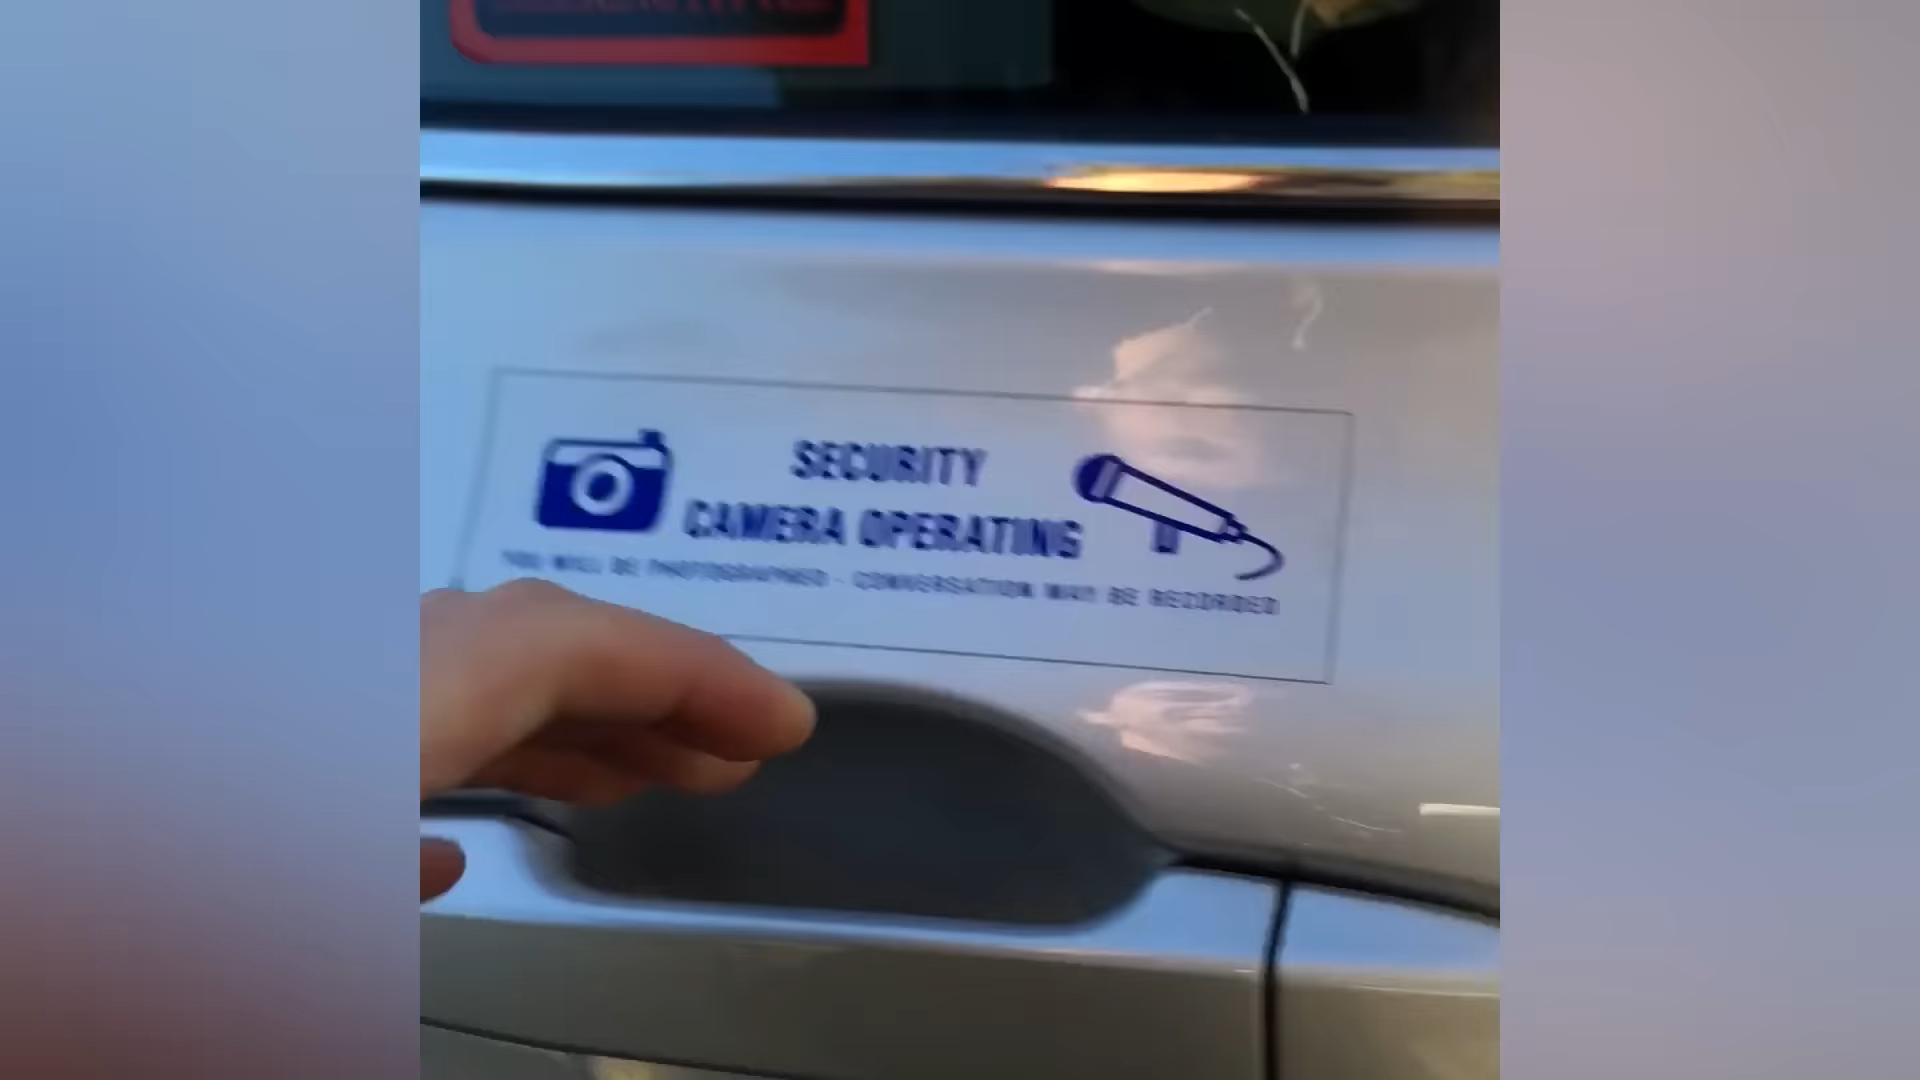 SECURITY
CAMERA OPERATING
YOU WILL BE PHOTOGRAPHED - CONVERSATION MAY BE RECORDED